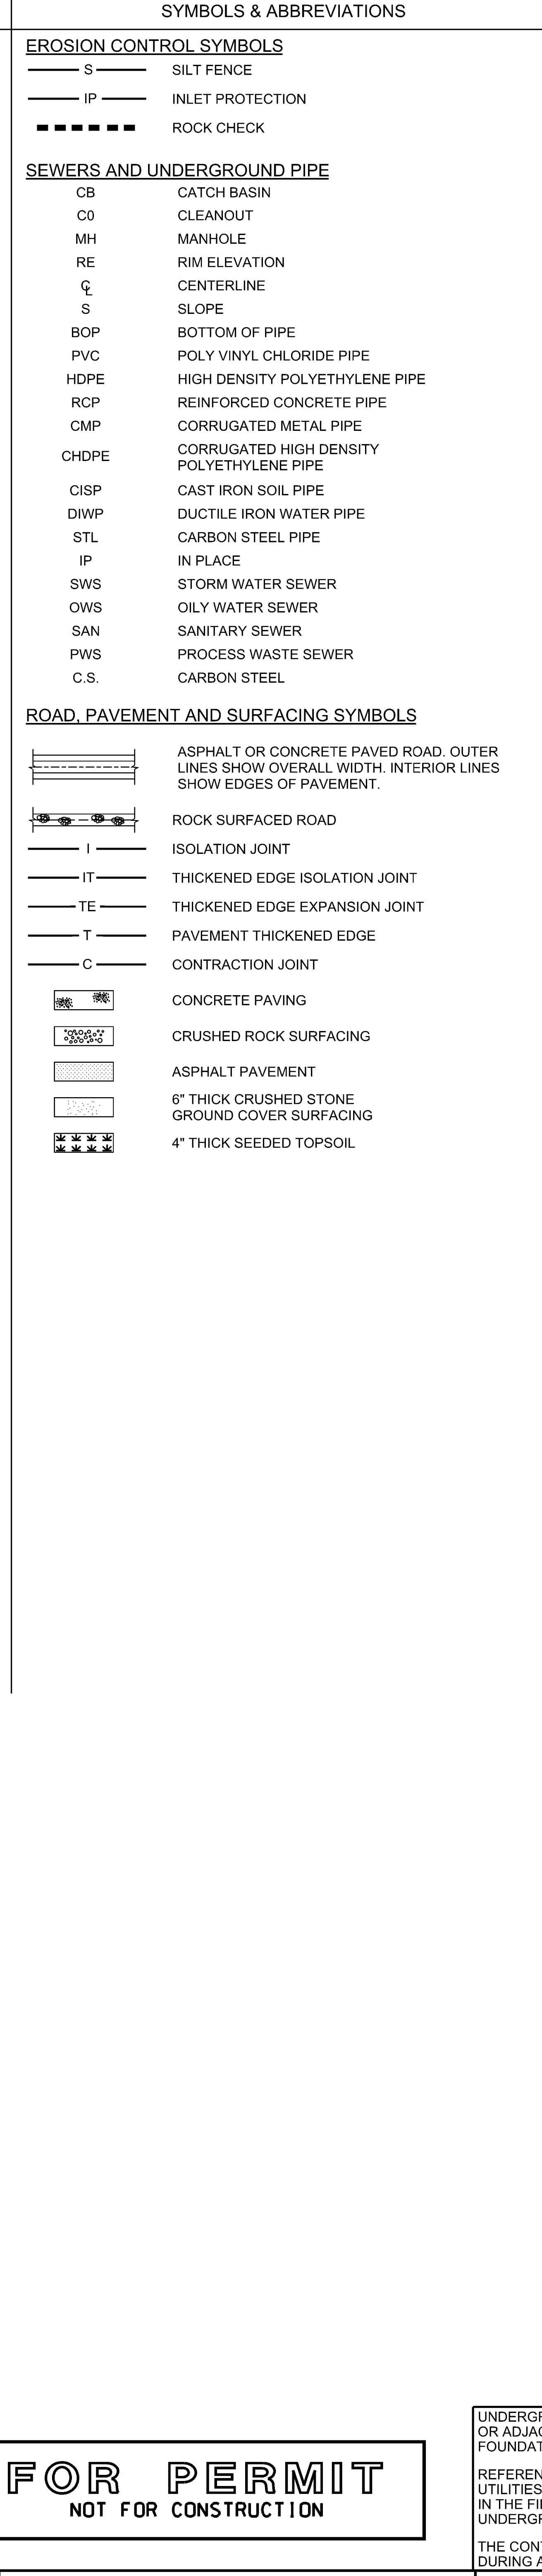 SYMBOLS & ABBREVIATIONS
EROSION CONTROL SYMBOLS
S SILT FENCE
IP INLET PROTECTION
ROCK CHECK
SEWERS AND UNDERGROUND PIPE
CB CATCH BASIN
C0 CLEANOUT
MH MANHOLE
RE RIM ELEVATION
CL CENTERLINE
S SLOPE
BOP BOTTOM OF PIPE
PVC POLY VINYL CHLORIDE PIPE
HDPE HIGH DENSITY POLYETHYLENE PIPE
RCP REINFORCED CONCRETE PIPE
CMP CORRUGATED METAL PIPE
CHDPE CORRUGATED HIGH DENSITY
POLYETHYLENE PIPE
CISP CAST IRON SOIL PIPE
DIWP DUCTILE IRON WATER PIPE
STL CARBON STEEL PIPE
IP IN PLACE
SWS STORM WATER SEWER
OWS OILY WATER SEWER
SAN SANITARY SEWER
PWS PROCESS WASTE SEWER
C.S. CARBON STEEL
ROAD, PAVEMENT AND SURFACING SYMBOLS
ASPHALT OR CONCRETE PAVED ROAD. OUTER
LINES SHOW OVERALL WIDTH. INTERIOR LINES
SHOW EDGES OF PAVEMENT.
ROCK SURFACED ROAD
I ISOLATION JOINT
IT THICKENED EDGE ISOLATION JOINT
TE THICKENED EDGE EXPANSION JOINT
T PAVEMENT THICKENED EDGE
C CONTRACTION JOINT
CONCRETE PAVING
CRUSHED ROCK SURFACING
ASPHALT PAVEMENT
6" THICK CRUSHED STONE
GROUND COVER SURFACING
4" THICK SEEDED TOPSOIL
FOR PERMIT
NOT FOR CONSTRUCTION
OR
UTILITIES
IN THE
THE
DURING